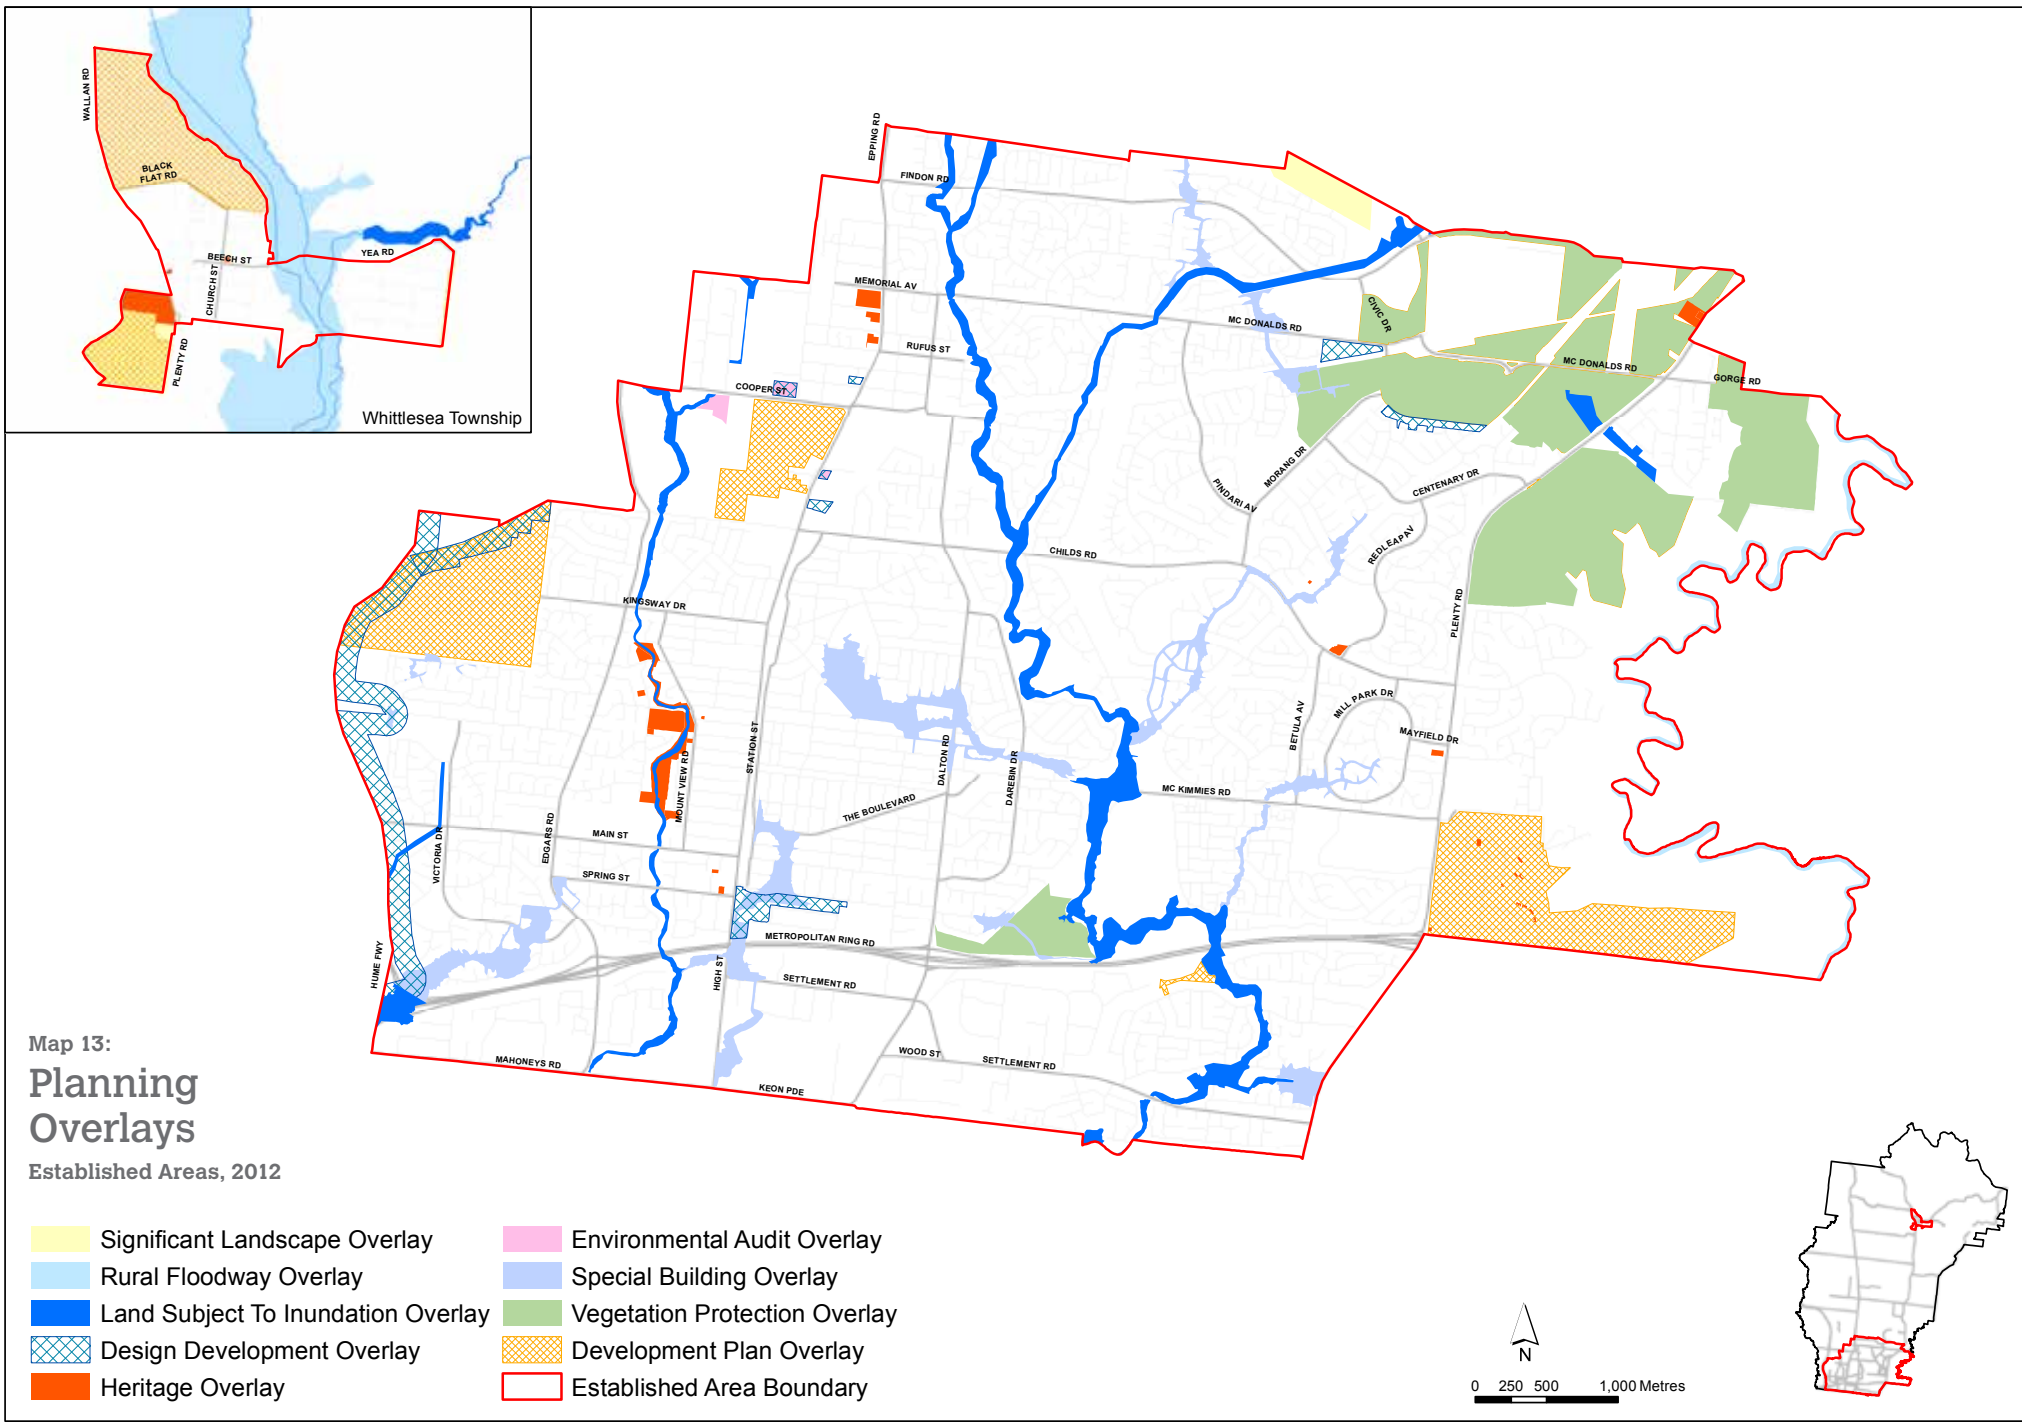 WALLAN RD
BLACK
FLAT RD
BEECH ST
CHURCH ST
YEA RD
PLENTY RD
Whittlesea Township
EPPING RD
FINDON RD
MEMORIAL AV
RUFUS ST
COOPER ST
MC DONALDS RD
CIVIC DR
MC DONALDS RD
GORGE RD
MORANG DR
PINDARI AV
CENTENARY DR
REDLEAP AV
CHILDS RD
KINGSWAY DR
PLENTY RD
STATION ST
MOUNT VIEW RD
DALTON RD
DAREBIN DR
BETULA AV
MILL PARK DR
MAYFIELD DR
MC KIMMIES RD
THE BOULEVARD
MAIN ST
EDGARS RD
VICTORIA DR
SPRING ST
METROPOLITAN RING RD
HUME FWY
HIGH ST
SETTLEMENT RD
WOOD ST
SETTLEMENT RD
MAHONEYS RD
KEON PDE
Map 13:
Planning
Overlays
Established Areas, 2012
Significant Landscape Overlay
Rural Floodway Overlay
Land Subject To Inundation Overlay
Design Development Overlay
Heritage Overlay
Environmental Audit Overlay
Special Building Overlay
Vegetation Protection Overlay
Development Plan Overlay
Established Area Boundary
N
0 250 500 1,000 Metres